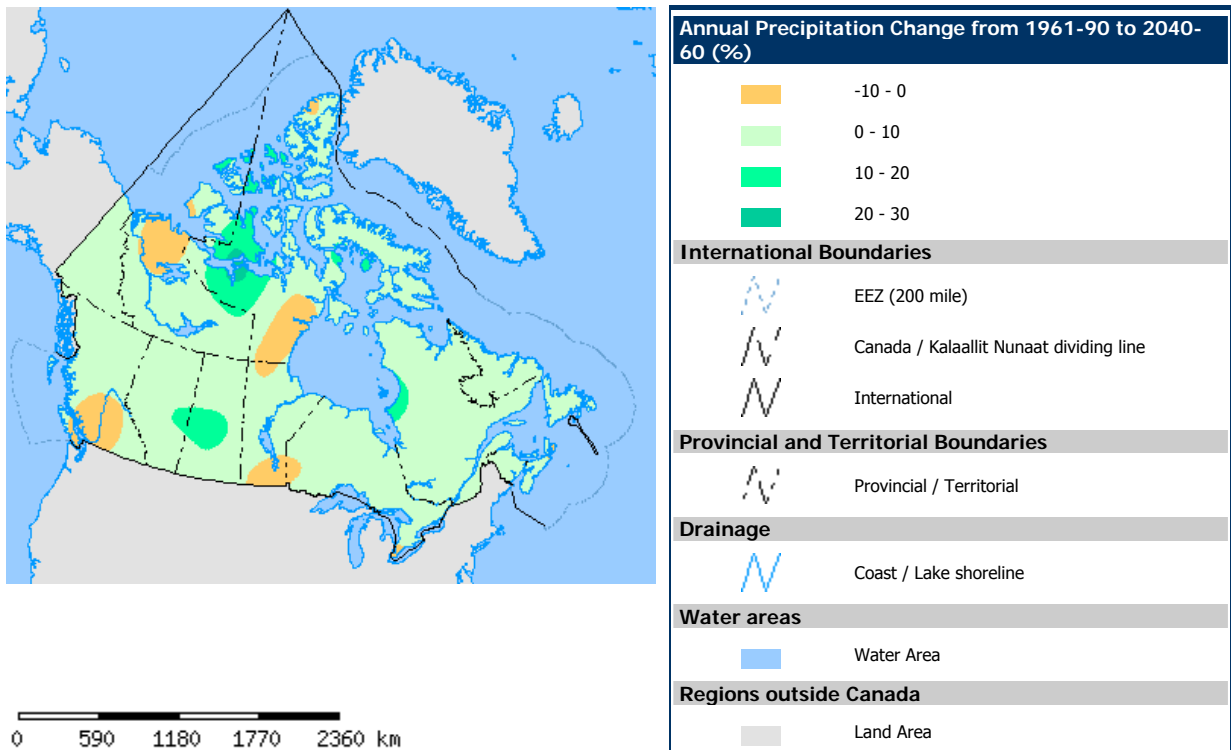 Annual Precipitation Change from 1961-90 to 2040-
60 (%)
-10 - 0
0 - 10
10 - 20
20 - 30
International Boundaries
EEZ (200 mile)
Canada / Kalaallit Nunaat dividing line
International
Provincial and Territorial Boundaries
Provincial / Territorial
Drainage
Coast / Lake shoreline
Water areas
Water Area
Regions outside Canada
Land Area
0 590 1180 1770 2360 km